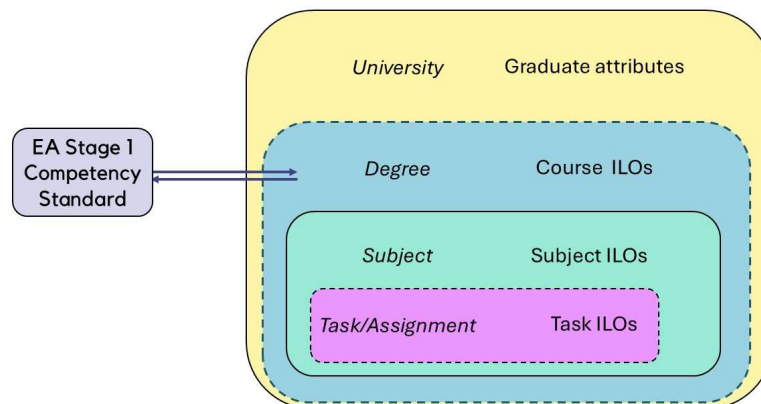 University Graduate attributes
EA Stage 1
Competency
Standard
Degree Course ILOs
Subject Subject ILOs
Task/Assignment Task ILOs